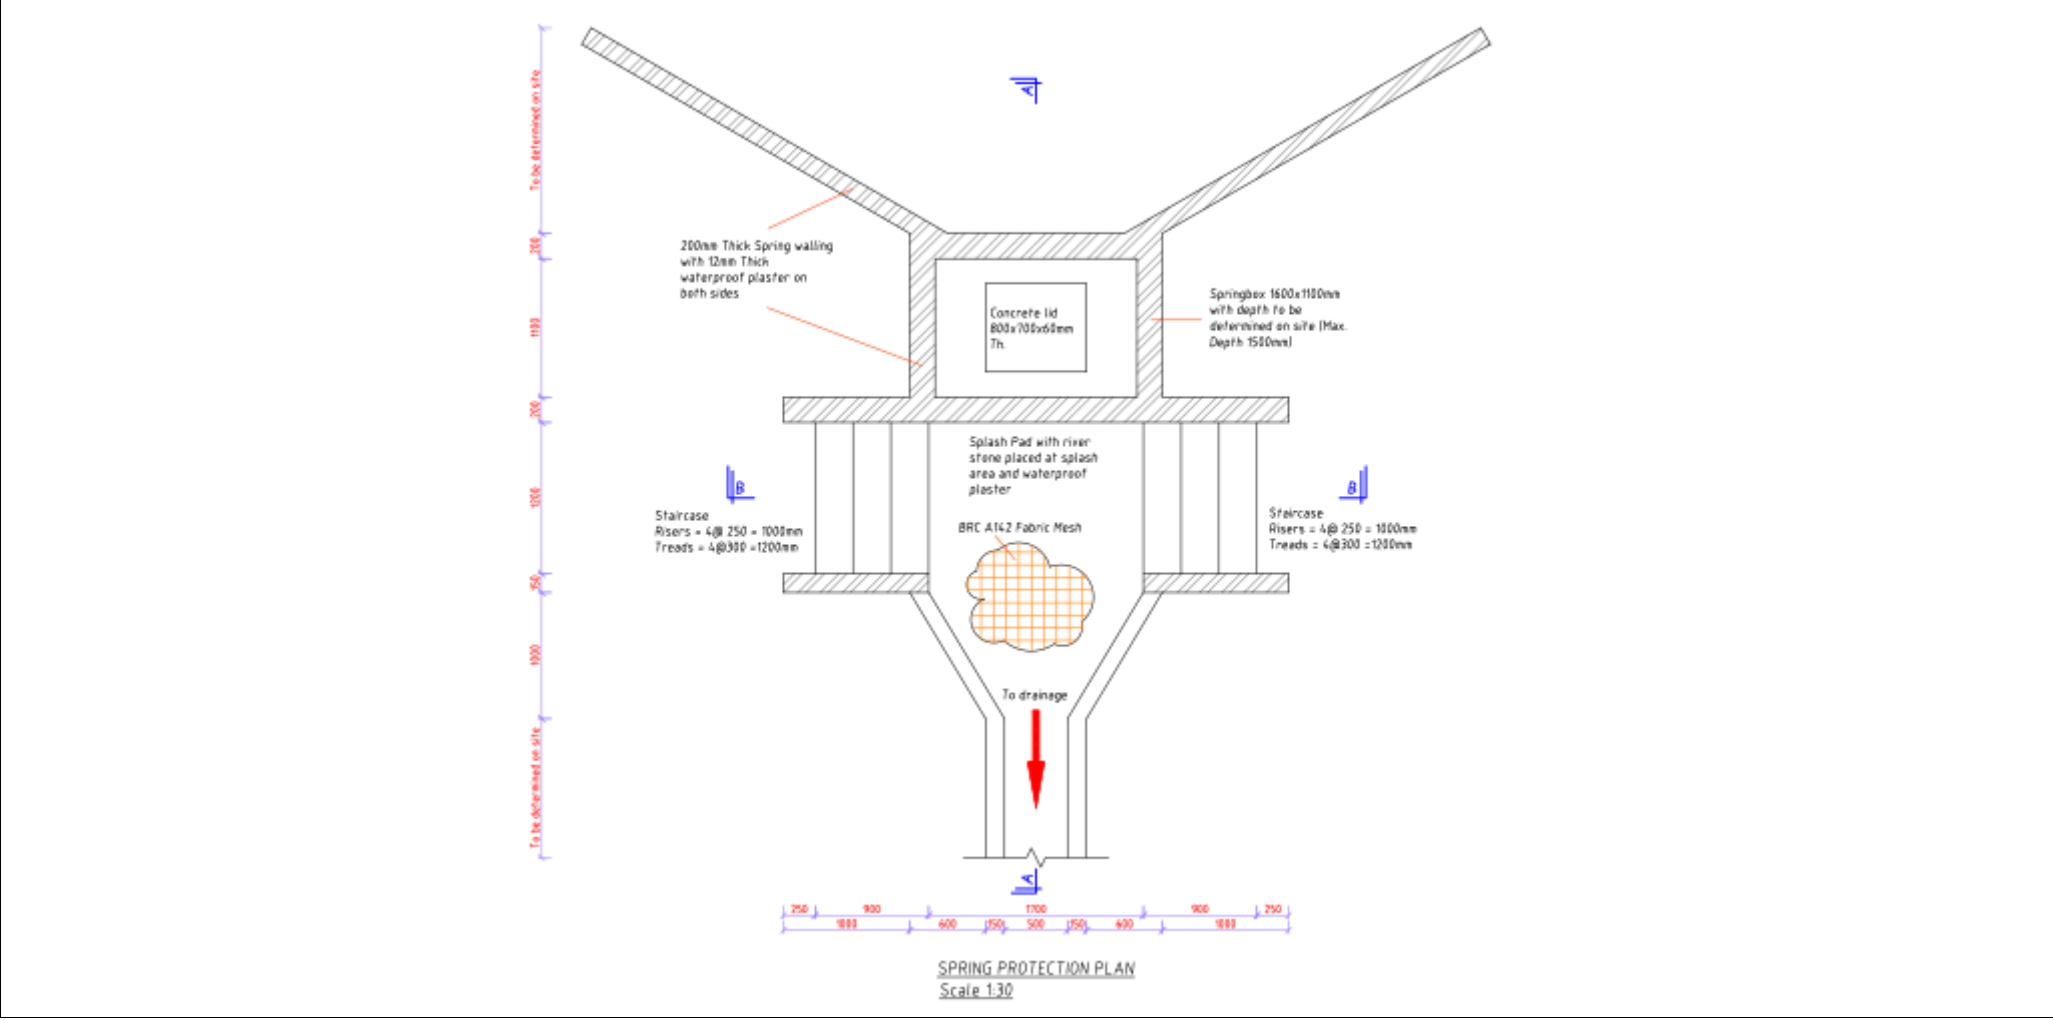 To be determined on site
200
1100
200
1200
150
1000
To be determined on site
A
200mm Thick Spring walling
with 12mm Thick
waterproof plaster on
both sides
Concrete lid
800x700x60mm
Th.
Springbox 1600x1100mm
with depth to be
determined on site (Max.
Depth 1500mm)
Splash Pad with river
stone placed at splash
area and waterproof
plaster
BRC A142 Fabric Mesh
B
Staircase
Risers = 4@ 250 = 1000mm
Treads = 4@300 =1200mm
B
Staircase
Risers = 4@ 250 = 1000mm
Treads = 4@300 =1200mm
To drainage
A
250 900 1700 900 250
1000 600 150 500 150 600 1000
SPRING PROTECTION PLAN
Scale 1:30